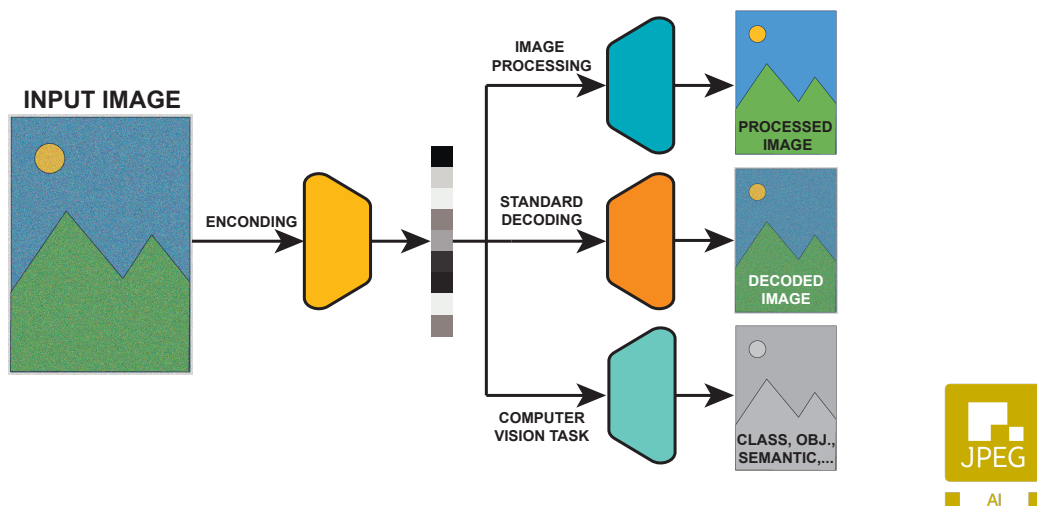 IMAGE
PROCESSING
INPUT IMAGE
PROCESSED
IMAGE
ENCONDING
STANDARD
DECODING
DECODED
IMAGE
COMPUTER
VISION TASK
CLASS, OBJ.,
SEMANTIC,...
JPEG
AI